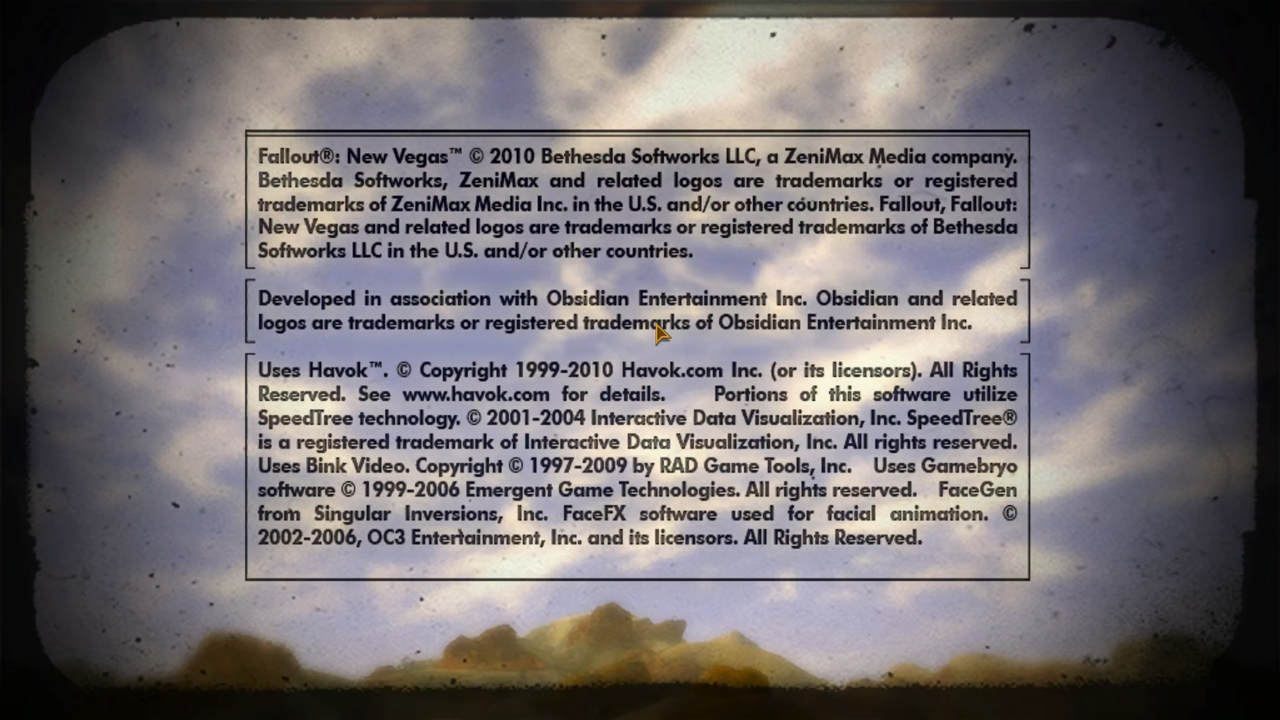 Fallout®: New Vegas™ © 2010 Bethesda Softworks LLC, a ZeniMax Media company.
Bethesda Softworks, ZeniMax and related logos are trademarks or registered
trademarks of ZeniMax Media Inc. in the U.S. and/or other countries. Fallout, Fallout:
New Vegas and related logos are trademarks or registered trademarks of Bethesda
Softworks LLC in the U.S. and/or other countries.
Developed in association with Obsidian Entertainment Inc. Obsidian and related
logos are trademarks or registered trademarks of Obsidian Entertainment Inc.
Uses Havok™. © Copyright 1999-2010 Havok.com Inc. (or its licensors). All Rights
Reserved. See www.havok.com for details. Portions of this software utilize
SpeedTree technology. © 2001-2004 Interactive Data Visualization, Inc. SpeedTree®
is a registered trademark of Interactive Data Visualization, Inc. All rights reserved.
Uses Bink Video. Copyright © 1997-2009 by RAD Game Tools, Inc. Uses Gamebryo
software © 1999-2006 Emergent Game Technologies. All rights reserved. FaceGen
from Singular Inversions, Inc. FaceFX software used for facial animation. ©
2002-2006, OC3 Entertainment, Inc. and its licensors. All Rights Reserved.